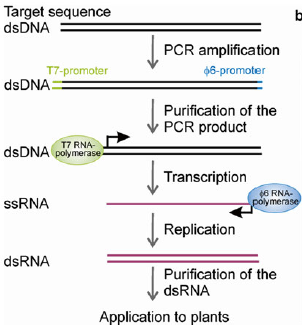 Target sequence
dsDNA
b
PCR amplification
T7-promoter
ϕ6-promoter
dsDNA
Purification of the
PCR product
T7 RNA-
polymerase
dsDNA
Transcription
ϕ6 RNA-
polymerase
ssRNA
Replication
dsRNA
Purification of the
dsRNA
Application to plants